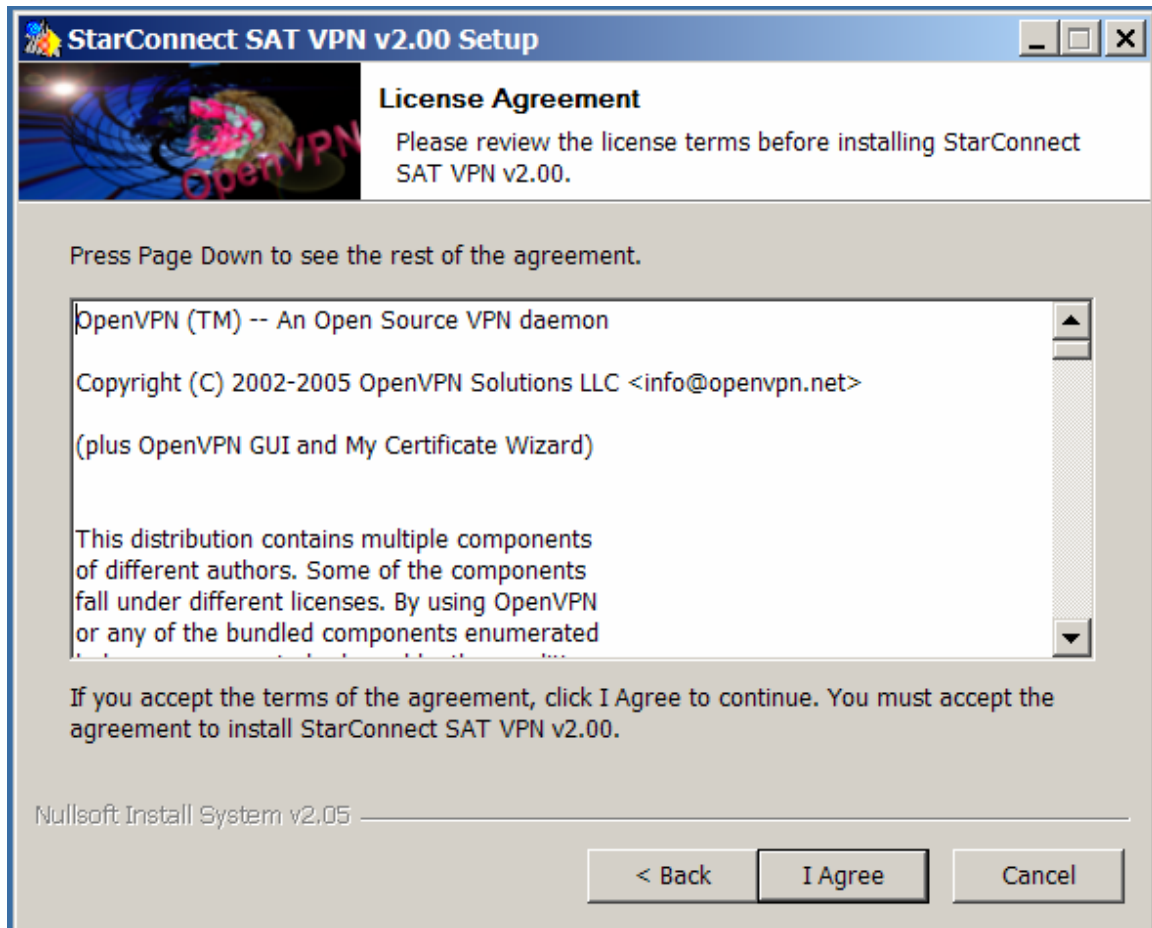 StarConnect SAT VPN v2.00 Setup
OpenVPN
License Agreement
Please review the license terms before installing StarConnect
SAT VPN v2.00.
Press Page Down to see the rest of the agreement.
OpenVPN (TM) -- An Open Source VPN daemon
Copyright (C) 2002-2005 OpenVPN Solutions LLC <info@openvpn.net>
(plus OpenVPN GUI and My Certificate Wizard)
This distribution contains multiple components
of different authors. Some of the components
fall under different licenses. By using OpenVPN
or any of the bundled components enumerated
If you accept the terms of the agreement, click I Agree to continue. You must accept the
agreement to install StarConnect SAT VPN v2.00.
Nullsoft Install System v2.05
< Back
I Agree
Cancel